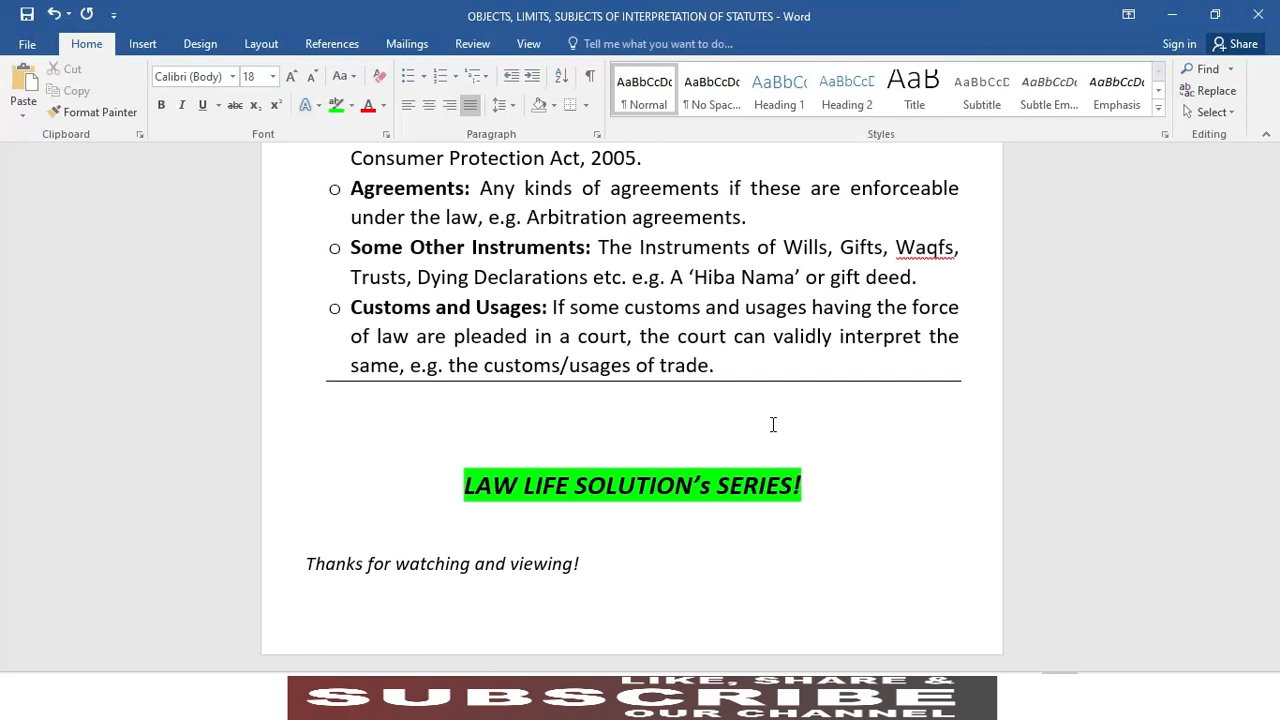 OBJECTS, LIMITS, SUBJECTS OF INTERPRETATION OF STATUTES - Word
File Home Insert Design Layout References Mailings Review View Tell me what you want to do... Sign in Share
Cut
Copy
Format Painter
Paste
Clipboard
Calibri (Body) 18
Font
Paragraph
AaBbCcDc AaBbCcDc AaBbCc AaBbCcC AaB AaBbCcD AaBbCcDc AaBbCcDc
¶ Normal ¶ No Spac... Heading 1 Heading 2 Title Subtitle Subtle Em... Emphasis
Styles
Find
Replace
Select
Editing
Consumer Protection Act, 2005.
o Agreements: Any kinds of agreements if these are enforceable
under the law, e.g. Arbitration agreements.
o Some Other Instruments: The Instruments of Wills, Gifts, Waqfs,
Trusts, Dying Declarations etc. e.g. A ‘Hiba Nama’ or gift deed.
o Customs and Usages: If some customs and usages having the force
of law are pleaded in a court, the court can validly interpret the
same, e.g. the customs/usages of trade.
LAW LIFE SOLUTION’s SERIES!
Thanks for watching and viewing!
LIKE, SHARE &
SUBSCRIBE
OUR CHANNEL